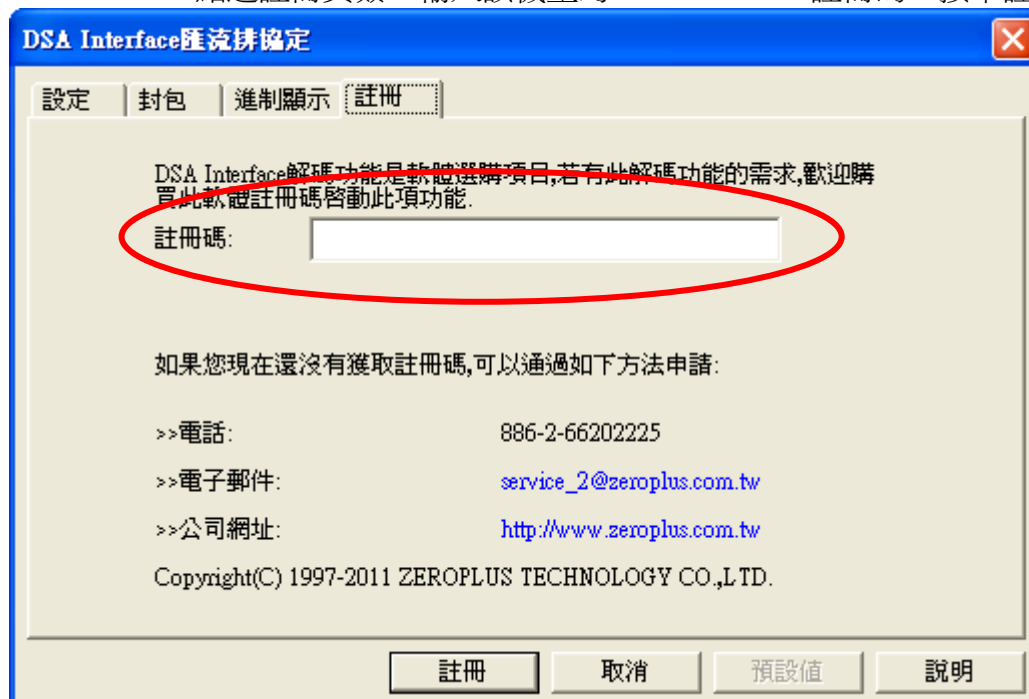 DSA Interface匯流排協定
設定 封包 進制顯示 註冊
DSA Interface解碼功能是軟體選購項目,若有此解碼功能的需求,歡迎購
買此軟體註冊碼啓動此項功能.
註冊碼:
如果您現在還沒有獲取註冊碼,可以通過如下方法申請:
>>電話: 886-2-66202225
>>電子郵件: service_2@zeroplus.com.tw
>>公司網址: http://www.zeroplus.com.tw
Copyright(C) 1997-2011 ZEROPLUS TECHNOLOGY CO.,LTD.
註冊 取消 預設值 說明